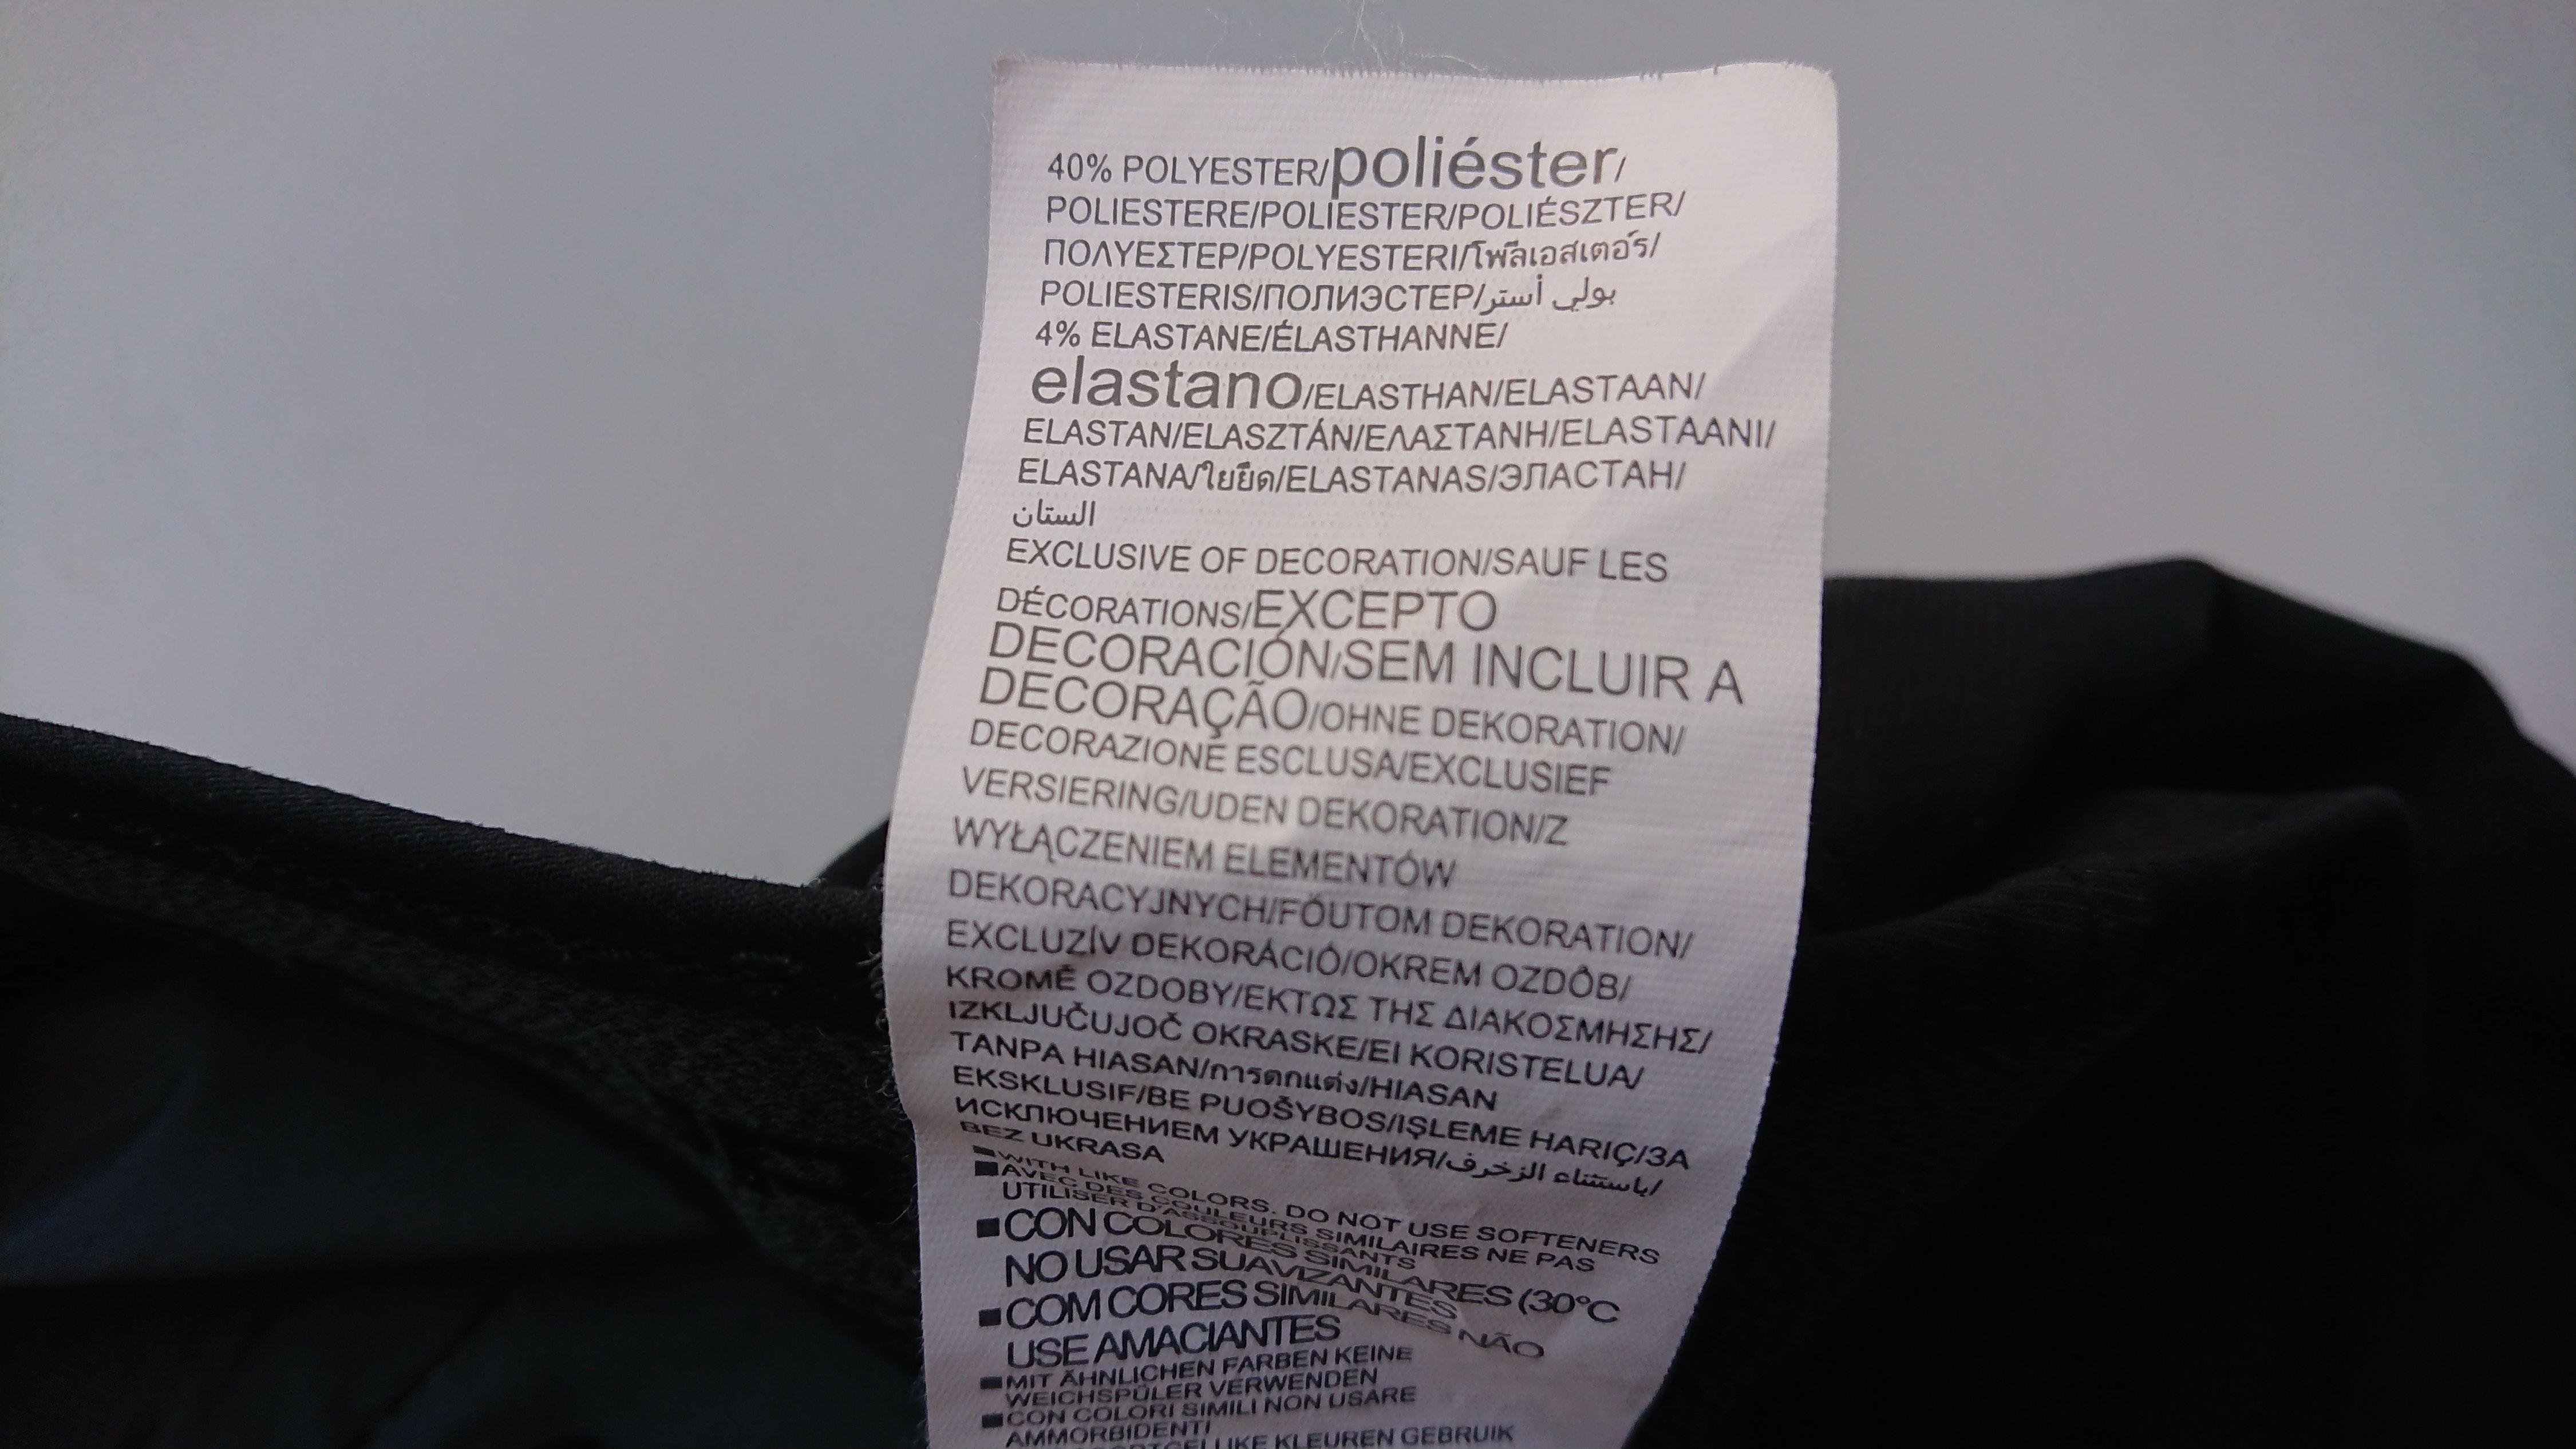 40% POLYESTER/poliéster/
POLIESTERE/POLIESTER/POLIÉSZTER/
ΠΟΛΥΕΣΤΕΡ/POLYESTERI/โพลีเอสเตอร์/
POLIESTERIS/ПОЛИЭСТЕР/بولي أستر
4% ELASTANE/ÉLASTHANNE/
elastano/ELASTHAN/ELASTAAN/
ELASTAN/ELASZTÁN/ΕΛΑΣΤΑΝΗ/ELASTAANI/
ELASTANA/ใยยืด/ELASTANAS/ЭЛАСТАН/
الستان
EXCLUSIVE OF DECORATION/SAUF LES
DÉCORATIONS/EXCEPTO
DECORACIÓN/SEM INCLUIR A
DECORAÇÃO/OHNE DEKORATION/
DECORAZIONE ESCLUSA/EXCLUSIEF
VERSIERING/UDEN DEKORATION/Z
WYŁĄCZENIEM ELEMENTÓW
DEKORACYJNYCH/FÖUTOM DEKORATION/
EXCLUZÍV DEKORÁCIÓ/OKREM OZDÔB/
KROMĚ OZDOBY/ΕΚΤΩΣ ΤΗΣ ΔΙΑΚΟΣΜΗΣΗΣ/
IZKLJUČUJOČ OKRASKE/EI KORISTELUA/
TANPA HIASAN/การตกแต่ง/HIASAN
EKSKLUSIF/BE PUOŠYBOS/IŞLEME HARIÇ/ЗА
ИСКЛЮЧЕНИЕМ УКРАШЕНИЯ/باستثناء الزخرف/
BEZ UKRASA
■WITH LIKE COLORS. DO NOT USE SOFTENERS
■AVEC DES COULEURS SIMILAIRES NE PAS
UTILISER D'ASSOUPLISSANTS
■CON COLORES SIMILARES (30°C
NO USAR SUAVIZANTES
■COM CORES SIMILARES NÃO
USE AMACIANTES
■MIT ÄHNLICHEN FARBEN KEINE
WEICHSPÜLER VERWENDEN
■CON COLORI SIMILI NON USARE
AMMORBIDENTI
KLEUREN GEBRUIK